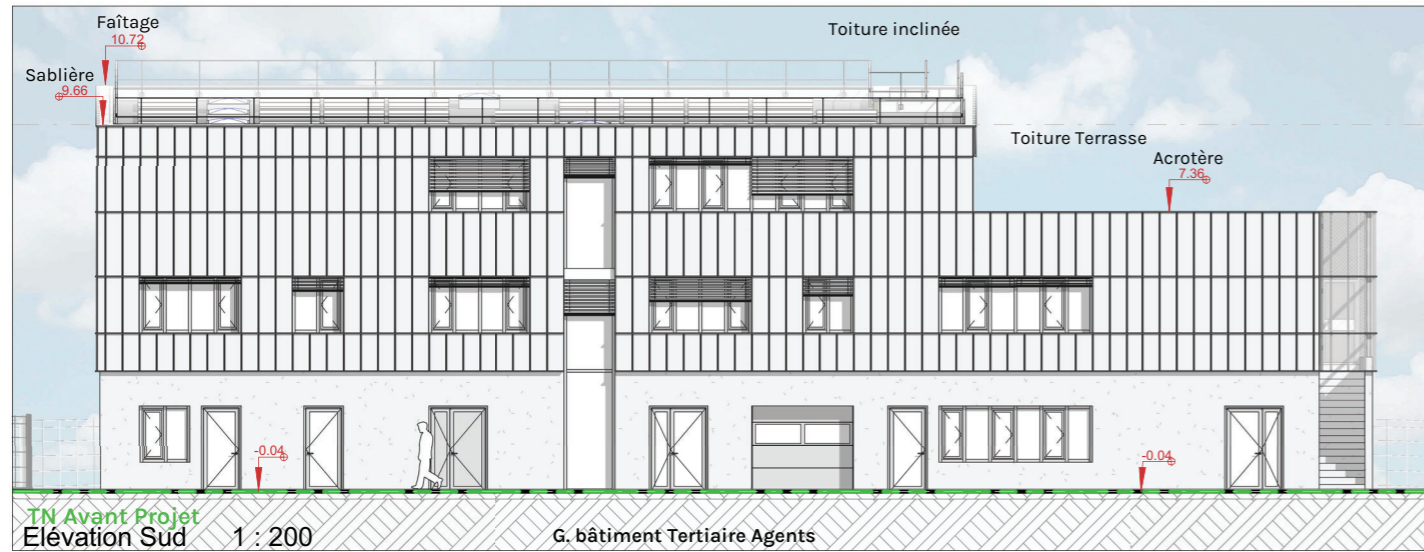 Faîtage
10.72
Toiture inclinée
Sablière
9.66
Toiture Terrasse
Acrotère
7.36
-0.04
-0.04
TN Avant Projet
Elévation Sud 1 : 200
G. bâtiment Tertiaire Agents